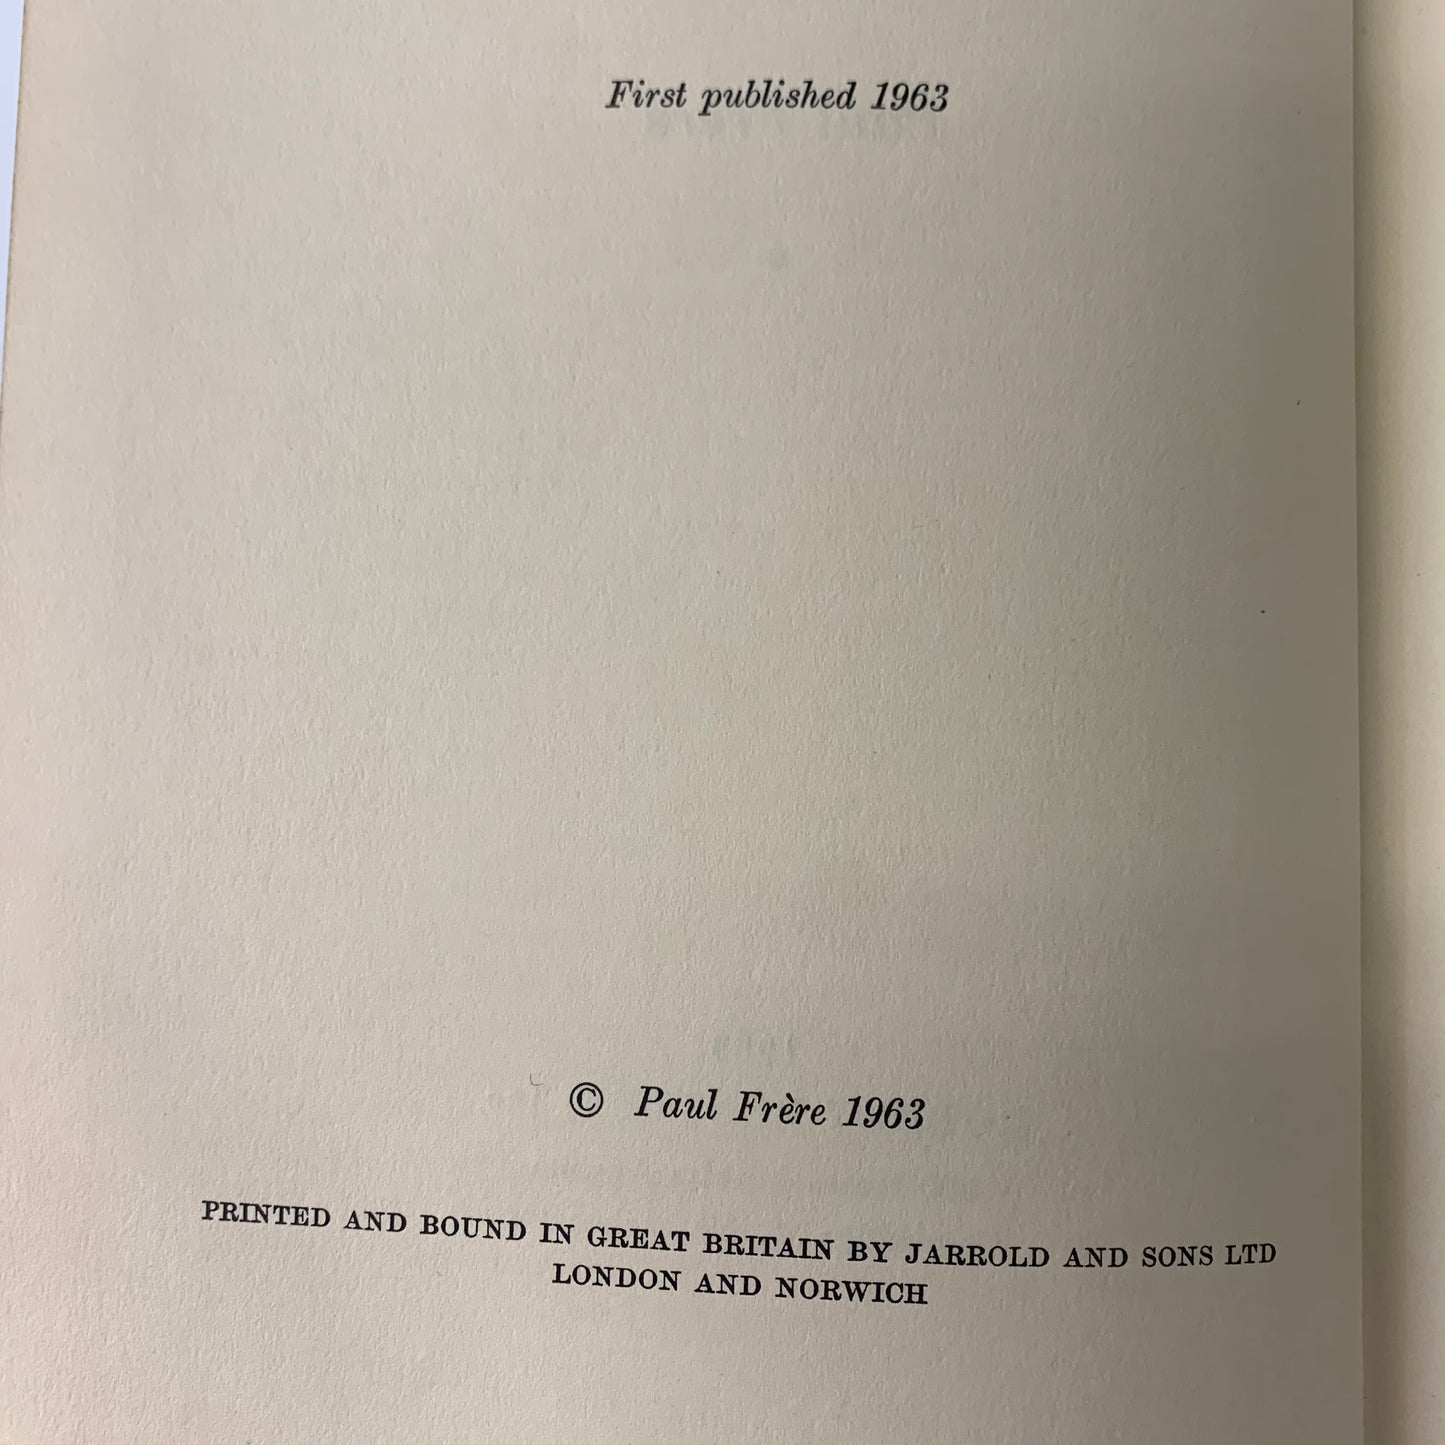 First published 1963
© Paul Frère 1963
PRINTED AND BOUND IN GREAT BRITAIN BY JARROLD AND SONS LTD
LONDON AND NORWICH